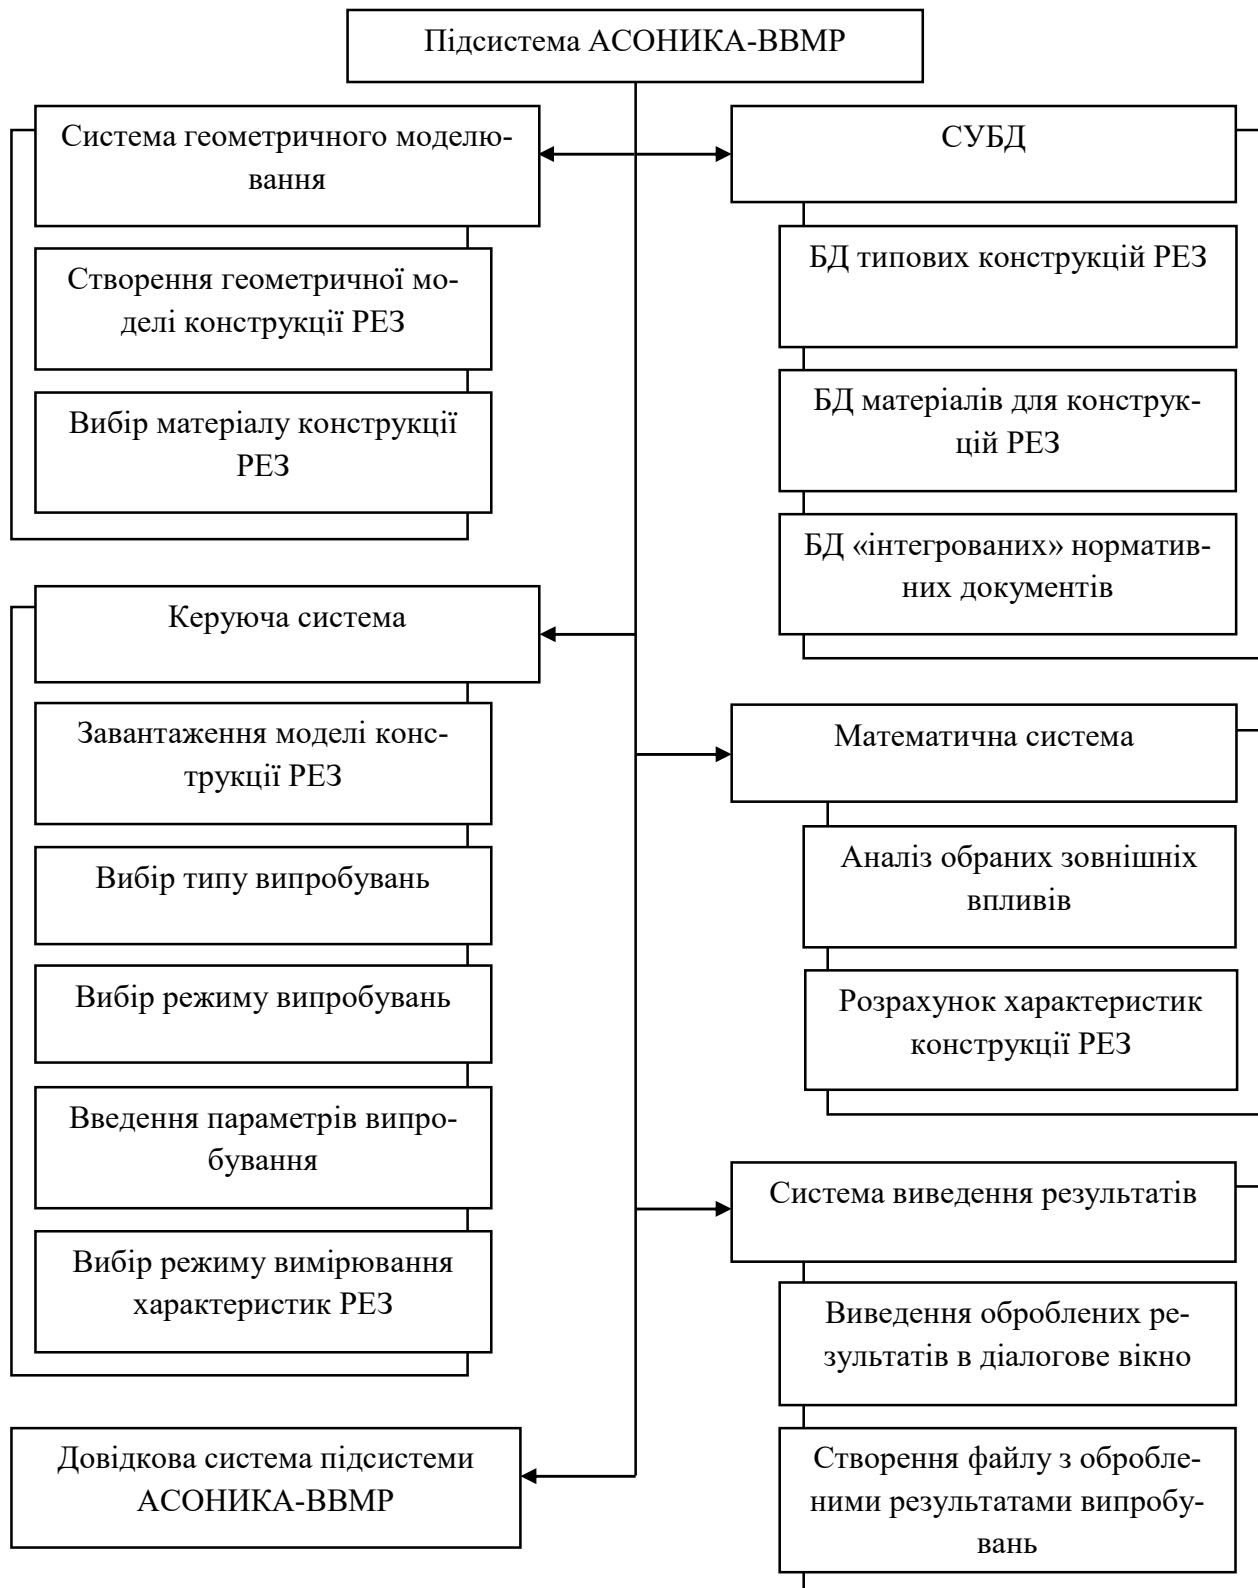 Підсистема АСОНИКА-ВВМР
Система геометричного моделю-
вання
Створення геометричної мо-
делі конструкції РЕЗ
Вибір матеріалу конструкції
РЕЗ
Керуюча система
Завантаження моделі конс-
трукції РЕЗ
Вибір типу випробувань
Вибір режиму випробувань
Введення параметрів випро-
бування
Вибір режиму вимірювання
характеристик РЕЗ
Довідкова система підсистеми
АСОНИКА-ВВМР
СУБД
БД типових конструкцій РЕЗ
БД матеріалів для конструк-
цій РЕЗ
БД «інтегрованих» норматив-
них документів
Математична система
Аналіз обраних зовнішніх
впливів
Розрахунок характеристик
конструкції РЕЗ
Система виведення результатів
Виведення оброблених ре-
зультатів в діалогове вікно
Створення файлу з обробле-
ними результатами випробу-
вань